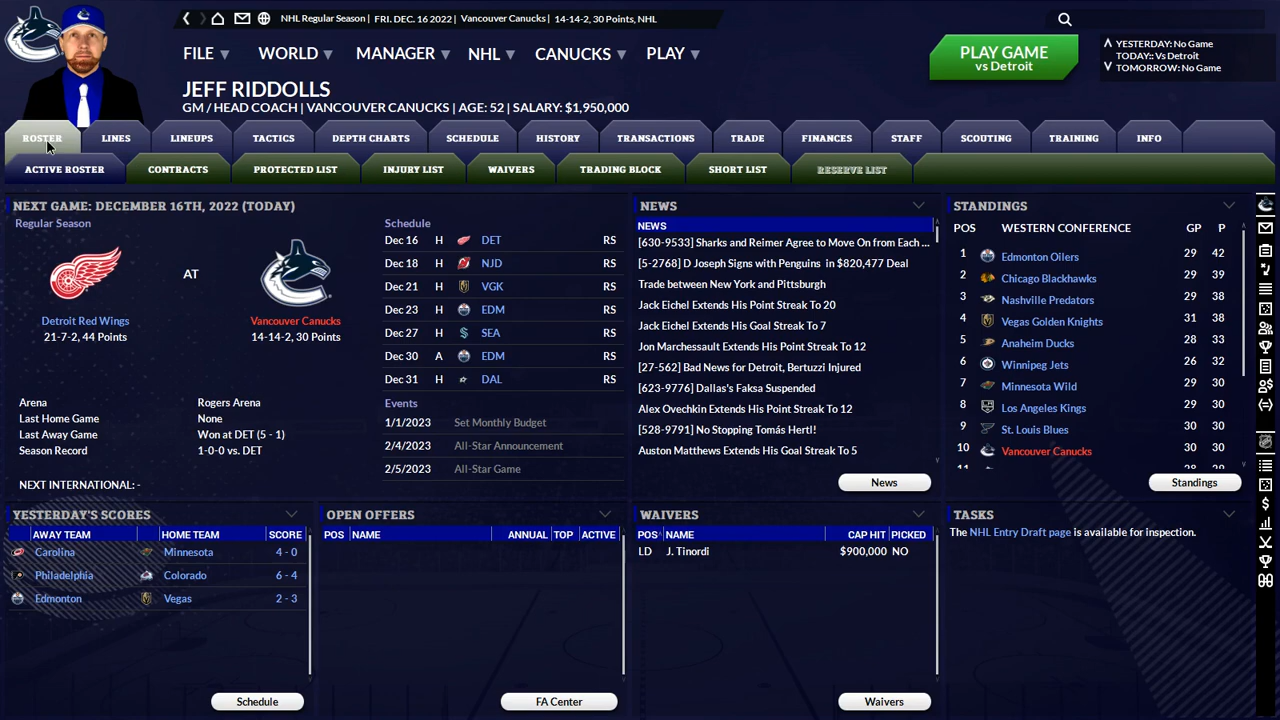 NHL Regular Season | FRI. DEC. 16 2022 | Vancouver Canucks | 14-14-2, 30 Points, NHL
FILE WORLD MANAGER NHL CANUCKS PLAY
PLAY GAME
vs Detroit
YESTERDAY: No Game
TODAY:: Vs Detroit
TOMORROW: No Game
JEFF RIDDOLLS
GM / HEAD COACH | VANCOUVER CANUCKS | AGE: 52 | SALARY: $1,950,000
ROSTER LINES LINEUPS TACTICS DEPTH CHARTS SCHEDULE HISTORY TRANSACTIONS TRADE FINANCES STAFF SCOUTING TRAINING INFO
ACTIVE ROSTER CONTRACTS PROTECTED LIST INJURY LIST WAIVERS TRADING BLOCK SHORT LIST RESERVE LIST
NEXT GAME: DECEMBER 16TH, 2022 (TODAY)
Regular Season
AT
Detroit Red Wings
21-7-2, 44 Points
Vancouver Canucks
14-14-2, 30 Points
Arena Rogers Arena
Last Home Game None
Last Away Game Won at DET (5 - 1)
Season Record 1-0-0 vs. DET
NEXT INTERNATIONAL: -
Schedule
Dec 16 H DET RS
Dec 18 H NJD RS
Dec 21 H VGK RS
Dec 23 H EDM RS
Dec 27 H SEA RS
Dec 30 A EDM RS
Dec 31 H DAL RS
Events
1/1/2023 Set Monthly Budget
2/4/2023 All-Star Announcement
2/5/2023 All-Star Game
NEWS
NEWS
[630-9533] Sharks and Reimer Agree to Move On from Each ...
[5-2768] D Joseph Signs with Penguins in $820,477 Deal
Trade between New York and Pittsburgh
Jack Eichel Extends His Point Streak To 20
Jack Eichel Extends His Goal Streak To 7
Jon Marchessault Extends His Point Streak To 12
[27-562] Bad News for Detroit, Bertuzzi Injured
[623-9776] Dallas's Faksa Suspended
Alex Ovechkin Extends His Point Streak To 12
[528-9791] No Stopping Tomás Hertl!!
Auston Matthews Extends His Goal Streak To 5
News
STANDINGS
POS WESTERN CONFERENCE GP P
1 Edmonton Oilers 29 42
2 Chicago Blackhawks 29 39
3 Nashville Predators 29 38
4 Vegas Golden Knights 31 38
5 Anaheim Ducks 28 33
6 Winnipeg Jets 26 32
7 Minnesota Wild 29 30
8 Los Angeles Kings 29 30
9 St. Louis Blues 30 30
10 Vancouver Canucks 30 30
Standings
YESTERDAY'S SCORES
AWAY TEAM HOME TEAM SCORE
Carolina Minnesota 4 - 0
Philadelphia Colorado 6 - 4
Edmonton Vegas 2 - 3
Schedule
OPEN OFFERS
POS NAME ANNUAL TOP ACTIVE
FA Center
WAIVERS
POS NAME CAP HIT PICKED
LD J. Tinordi $900,000 NO
Waivers
TASKS
The NHL Entry Draft page is available for inspection.